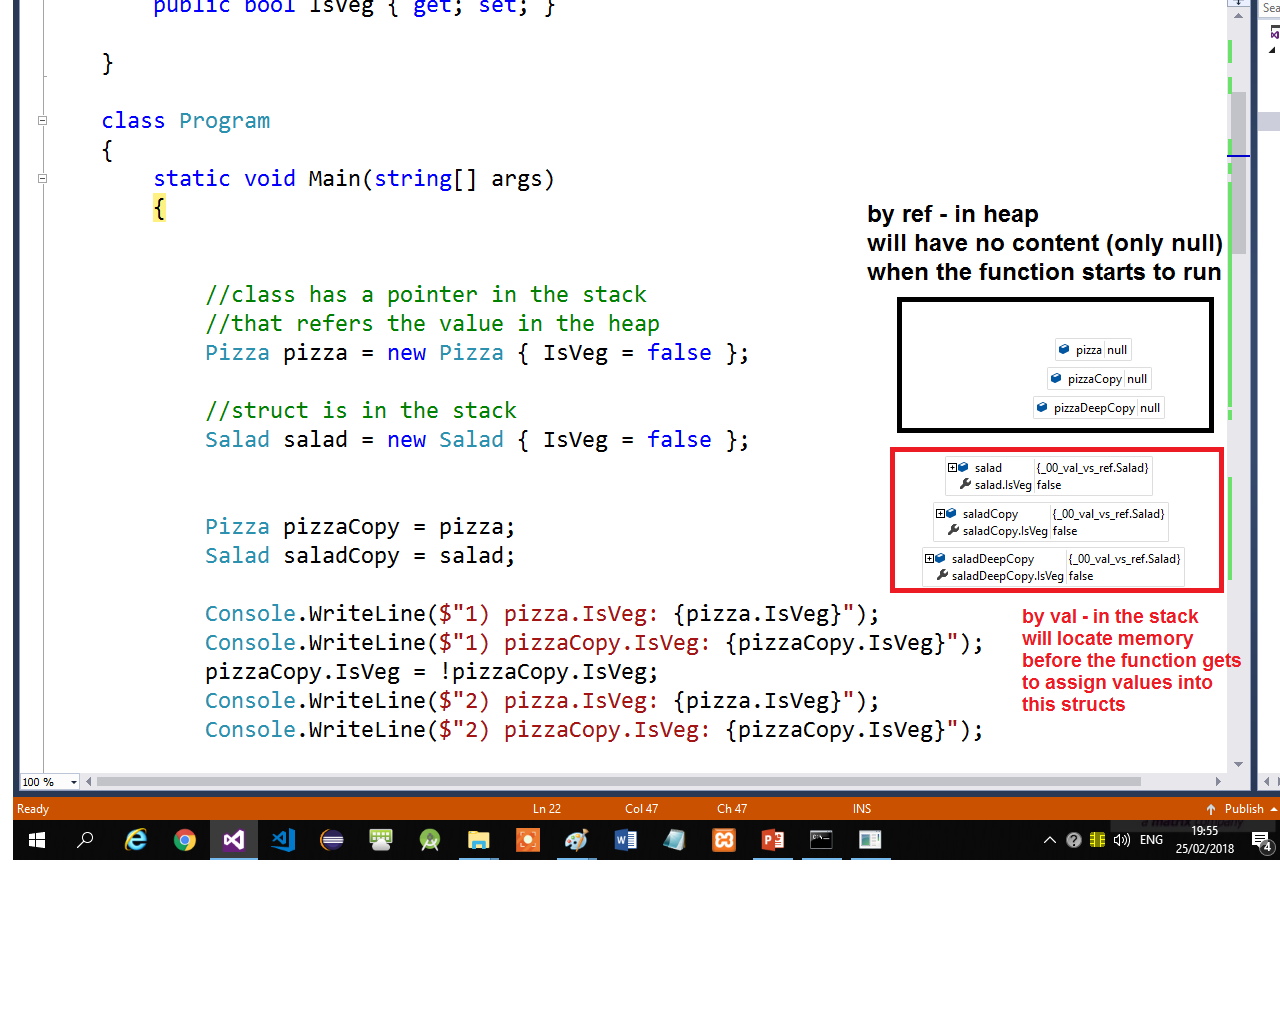 public bool IsVeg { get; set; }
}
class Program
{
static void Main(string[] args)
{
//class has a pointer in the stack
//that refers the value in the heap
Pizza pizza = new Pizza { IsVeg = false };
//struct is in the stack
Salad salad = new Salad { IsVeg = false };
Pizza pizzaCopy = pizza;
Salad saladCopy = salad;
Console.WriteLine($"1) pizza.IsVeg: {pizza.IsVeg}");
Console.WriteLine($"1) pizzaCopy.IsVeg: {pizzaCopy.IsVeg}");
pizzaCopy.IsVeg = !pizzaCopy.IsVeg;
Console.WriteLine($"2) pizza.IsVeg: {pizza.IsVeg}");
Console.WriteLine($"2) pizzaCopy.IsVeg: {pizzaCopy.IsVeg}");
by ref - in heap
will have no content (only null)
when the function starts to run
pizza null
pizzaCopy null
pizzaDeepCopy null
salad {_00_val_vs_ref.Salad}
salad.IsVeg false
saladCopy {_00_val_vs_ref.Salad}
saladCopy.IsVeg false
saladDeepCopy {_00_val_vs_ref.Salad}
saladDeepCopy.IsVeg false
by val - in the stack
will locate memory
before the function gets
to assign values into
this structs
Sea
100 %
Ready Ln 22 Col 47 Ch 47 INS Publish
a matrix company
ENG 19:55
25/02/2018
4